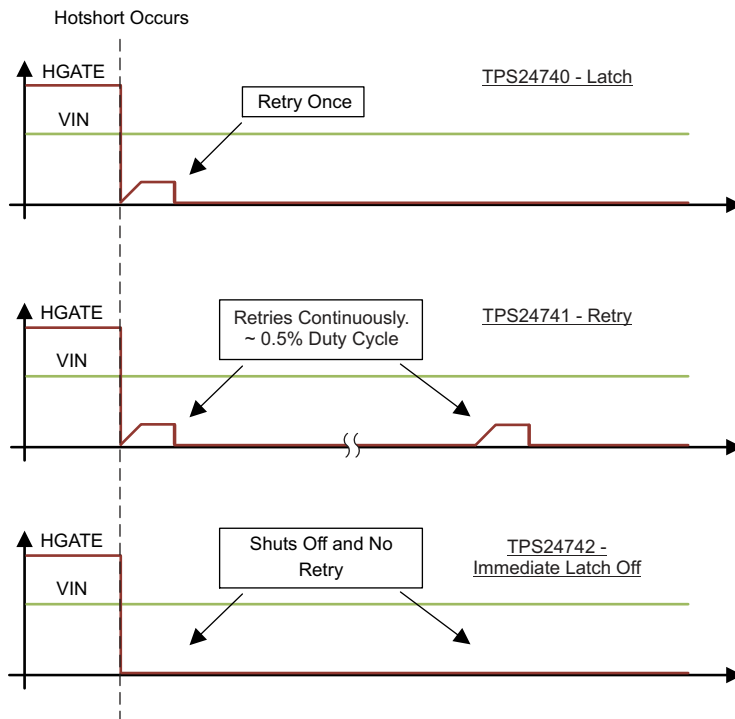 Hotshort Occurs
HGATE
TPS24740 - Latch
Retry Once
VIN
HGATE
Retries Continuously.
~ 0.5% Duty Cycle
TPS24741 - Retry
VIN
HGATE
Shuts Off and No
Retry
TPS24742 -
Immediate Latch Off
VIN